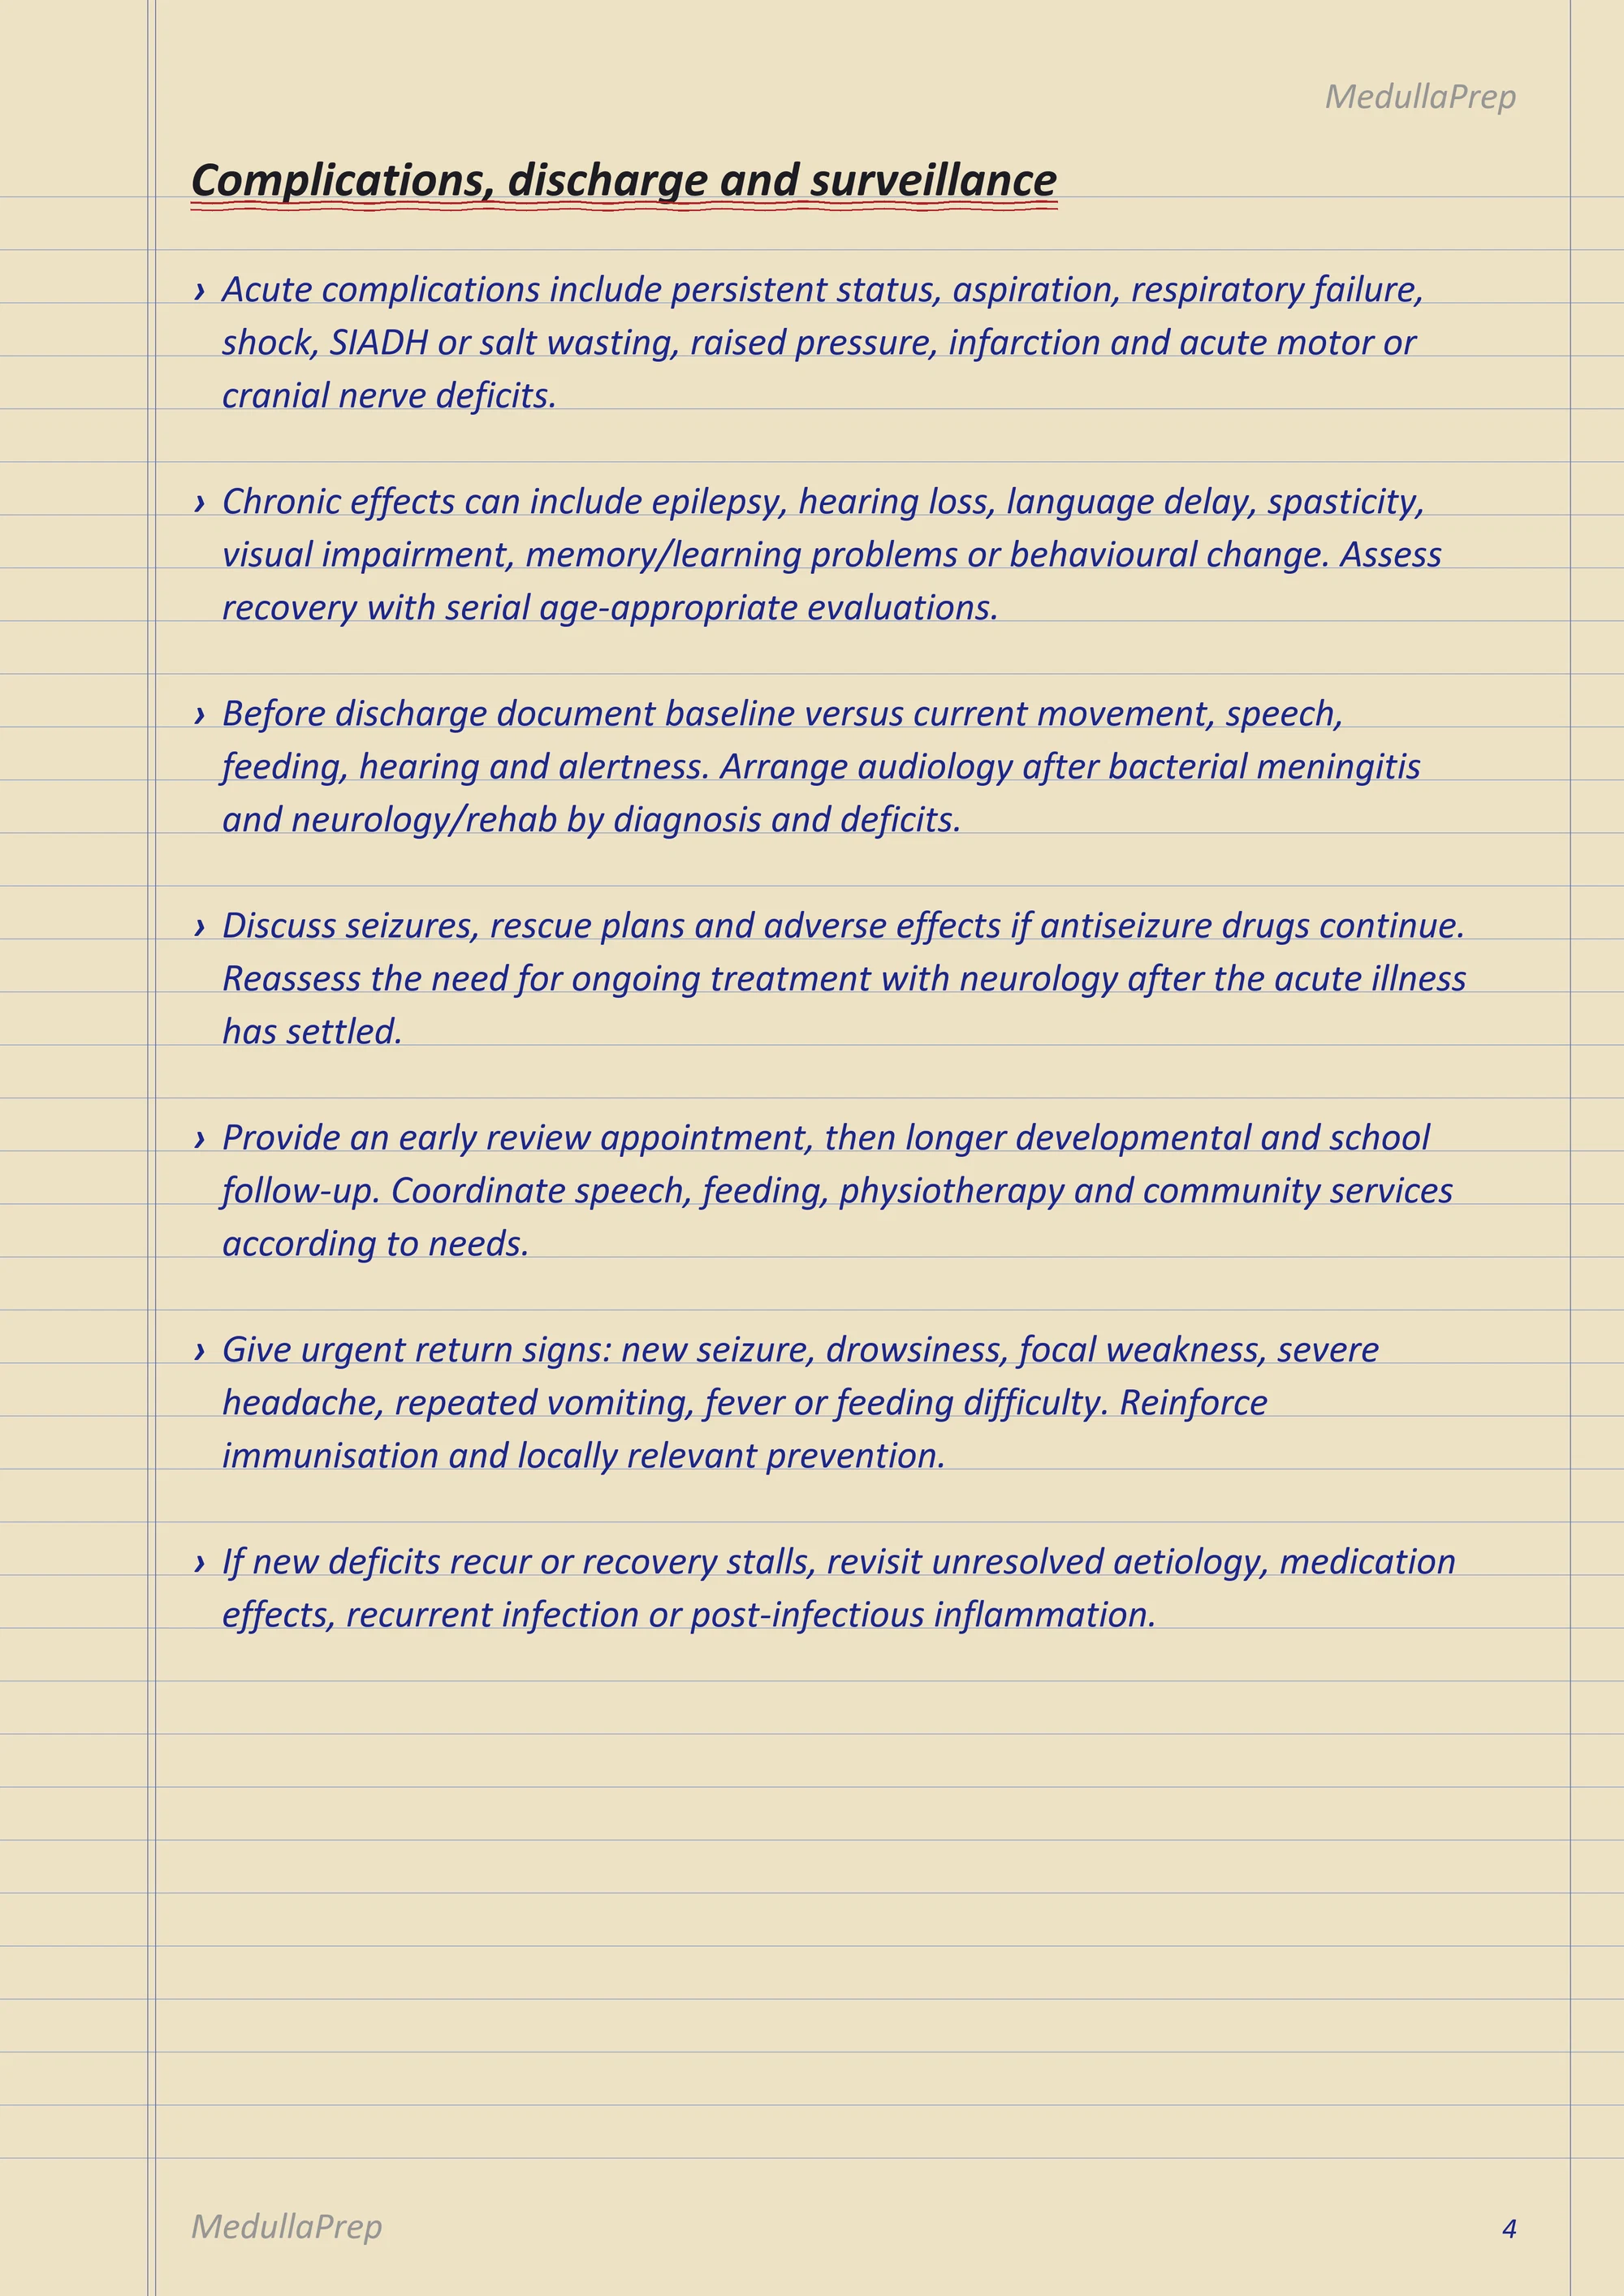 MedullaPrep
Complications, discharge and surveillance
› Acute complications include persistent status, aspiration, respiratory failure,
shock, SIADH or salt wasting, raised pressure, infarction and acute motor or
cranial nerve deficits.
› Chronic effects can include epilepsy, hearing loss, language delay, spasticity,
visual impairment, memory/learning problems or behavioural change. Assess
recovery with serial age-appropriate evaluations.
› Before discharge document baseline versus current movement, speech,
feeding, hearing and alertness. Arrange audiology after bacterial meningitis
and neurology/rehab by diagnosis and deficits.
› Discuss seizures, rescue plans and adverse effects if antiseizure drugs continue.
Reassess the need for ongoing treatment with neurology after the acute illness
has settled.
› Provide an early review appointment, then longer developmental and school
follow-up. Coordinate speech, feeding, physiotherapy and community services
according to needs.
› Give urgent return signs: new seizure, drowsiness, focal weakness, severe
headache, repeated vomiting, fever or feeding difficulty. Reinforce
immunisation and locally relevant prevention.
› If new deficits recur or recovery stalls, revisit unresolved aetiology, medication
effects, recurrent infection or post-infectious inflammation.
MedullaPrep
4